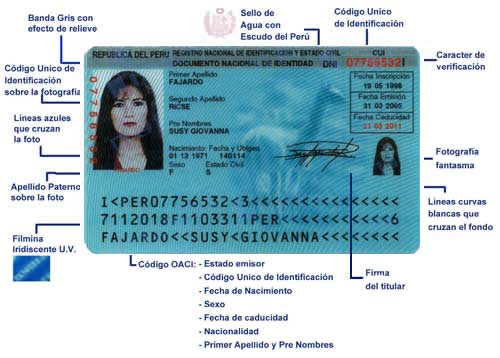 Banda Gris con
efecto de relieve
Sello de
Agua con
Escudo del Perú
Código Unico
de Identificación
Código Unico de
Identificación
sobre la fotografía
Lineas azules
que cruzan
la foto
Apellido Paterno
sobre la foto
Filmina
Iridiscente U.V.
REPUBLICA DEL PERU
REGISTRO NACIONAL DE IDENTIFICACION Y ESTADO CIVIL
DOCUMENTO NACIONAL DE IDENTIDAD
DNI
CUI
07756532
Primer Apellido
FAJARDO
Segundo Apellido
RICSE
Pre Nombres
SUSY GIOVANNA
Nacimiento: Fecha y Ubigeo
01 12 1971 140114
Sexo Estado Civil
F S
Fecha Inscripción
19 06 1998
Fecha Emisión
31 03 2005
Fecha Caducidad
31 03 2011
FAJARDO
I<PER07756532<3<<<<<<<<<<<<<<<
7112018F1103311PER<<<<<<<<<<<6
FAJARDO<<SUSY<GIOVANNA<<<<<<<<
Caracter de
verificación
Fotografía
fantasma
Lineas curvas
blancas que
cruzan el fondo
Firma
del titular
Código OACI: - Estado emisor
- Código Unico de Identificación
- Fecha de Nacimiento
- Sexo
- Fecha de caducidad
- Nacionalidad
- Primer Apellido y Pre Nombres